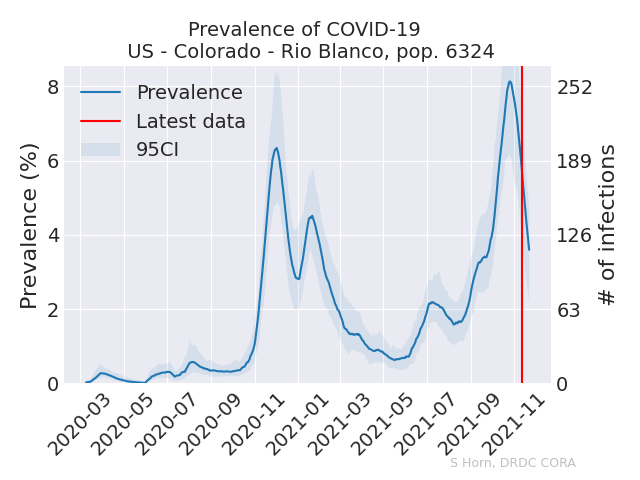 Prevalence of COVID-19
US - Colorado - Rio Blanco, pop. 6324
Prevalence
Latest data
95CI
Prevalence (%)
8
6
4
2
0
# of infections
252
189
126
63
0
2020-03
2020-05
2020-07
2020-09
2020-11
2021-01
2021-03
2021-05
2021-07
2021-09
2021-11
S Horn, DRDC CORA